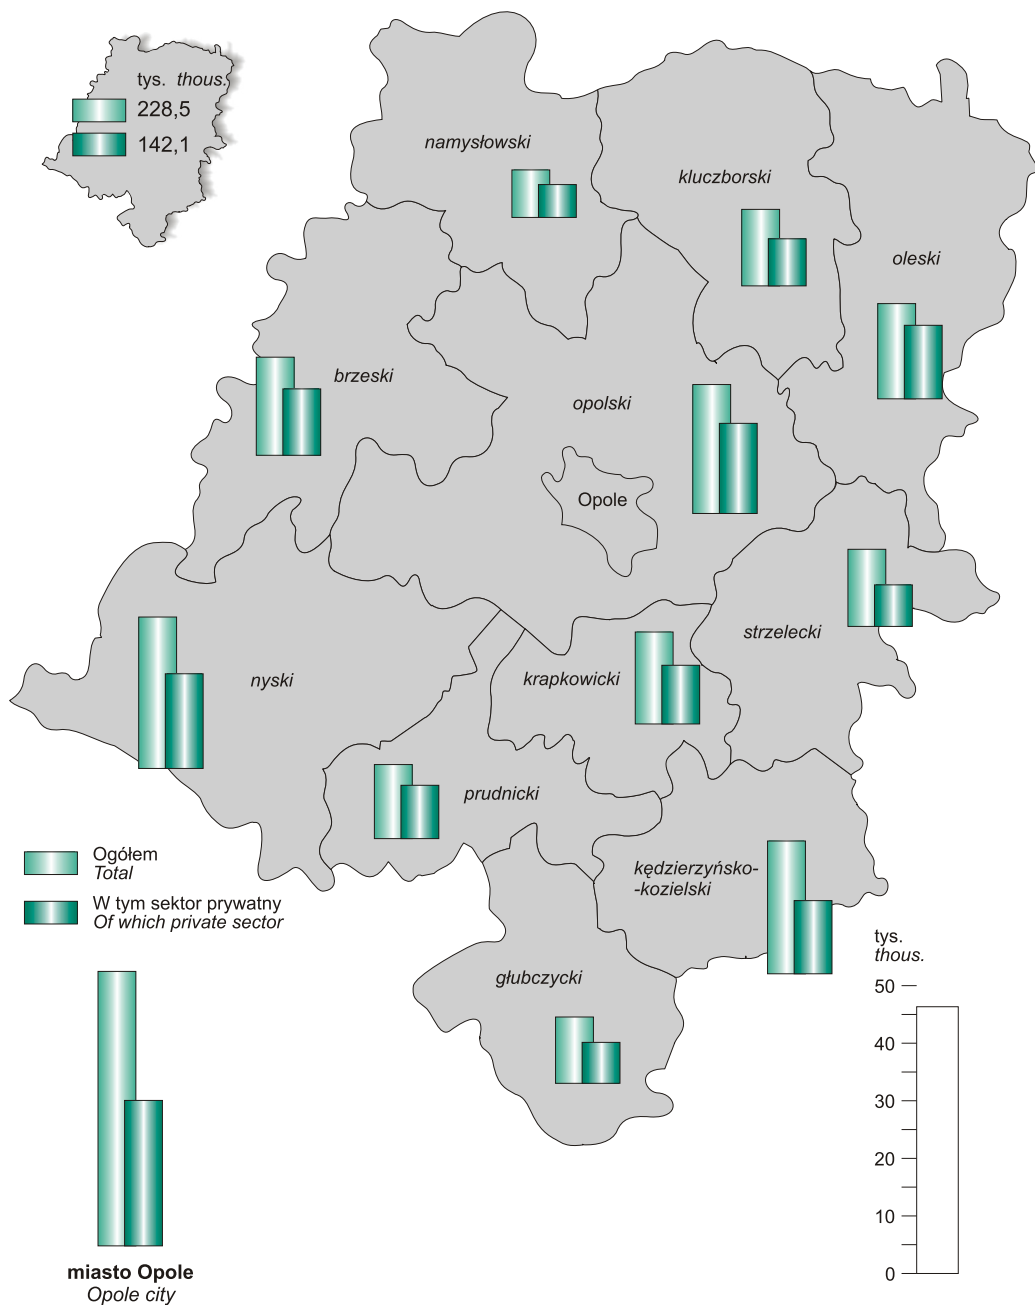 tys. thous.
228,5
142,1
namysłowski
kluczborski
oleski
brzeski
opolski
Opole
strzelecki
nyski
krapkowicki
prudnicki
Ogółem
Total
W tym sektor prywatny
Of which private sector
kędzierzyńsko-
-kozielski
głubczycki
tys.
thous.
50
40
30
20
10
0
miasto Opole
Opole city